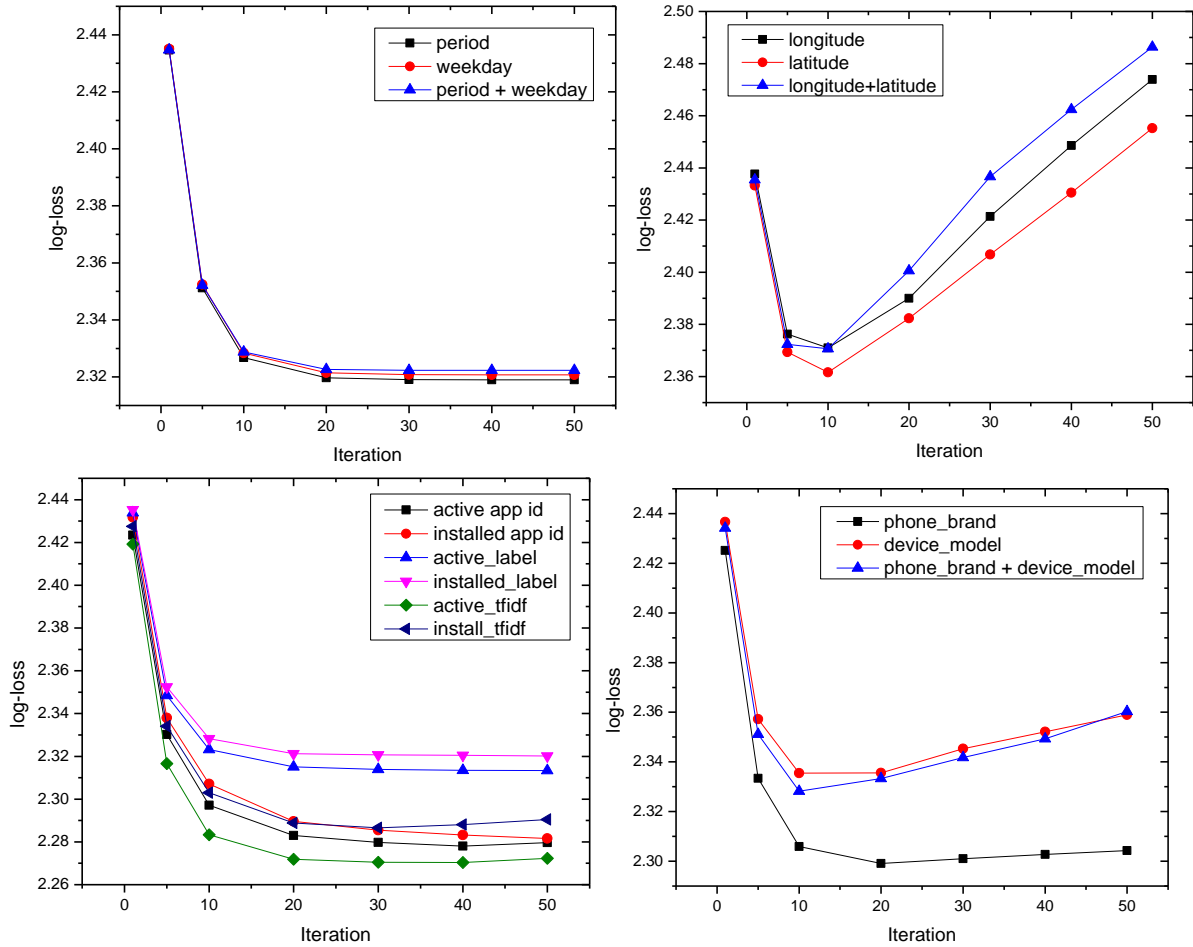 2.44
2.42
2.40
2.38
2.36
2.34
2.32
log-loss
period
weekday
period + weekday
0 10 20 30 40 50
Iteration
2.50
2.48
2.46
2.44
2.42
2.40
2.38
2.36
log-loss
longitude
latitude
longitude+latitude
0 10 20 30 40 50
Iteration
2.44
2.42
2.40
2.38
2.36
2.34
2.32
2.30
2.28
2.26
log-loss
active app id
installed app id
active_label
installed_label
active_tfidf
install_tfidf
0 10 20 30 40 50
Iteration
2.44
2.42
2.40
2.38
2.36
2.34
2.32
2.30
log-loss
phone_brand
device_model
phone_brand + device_model
0 10 20 30 40 50
Iteration